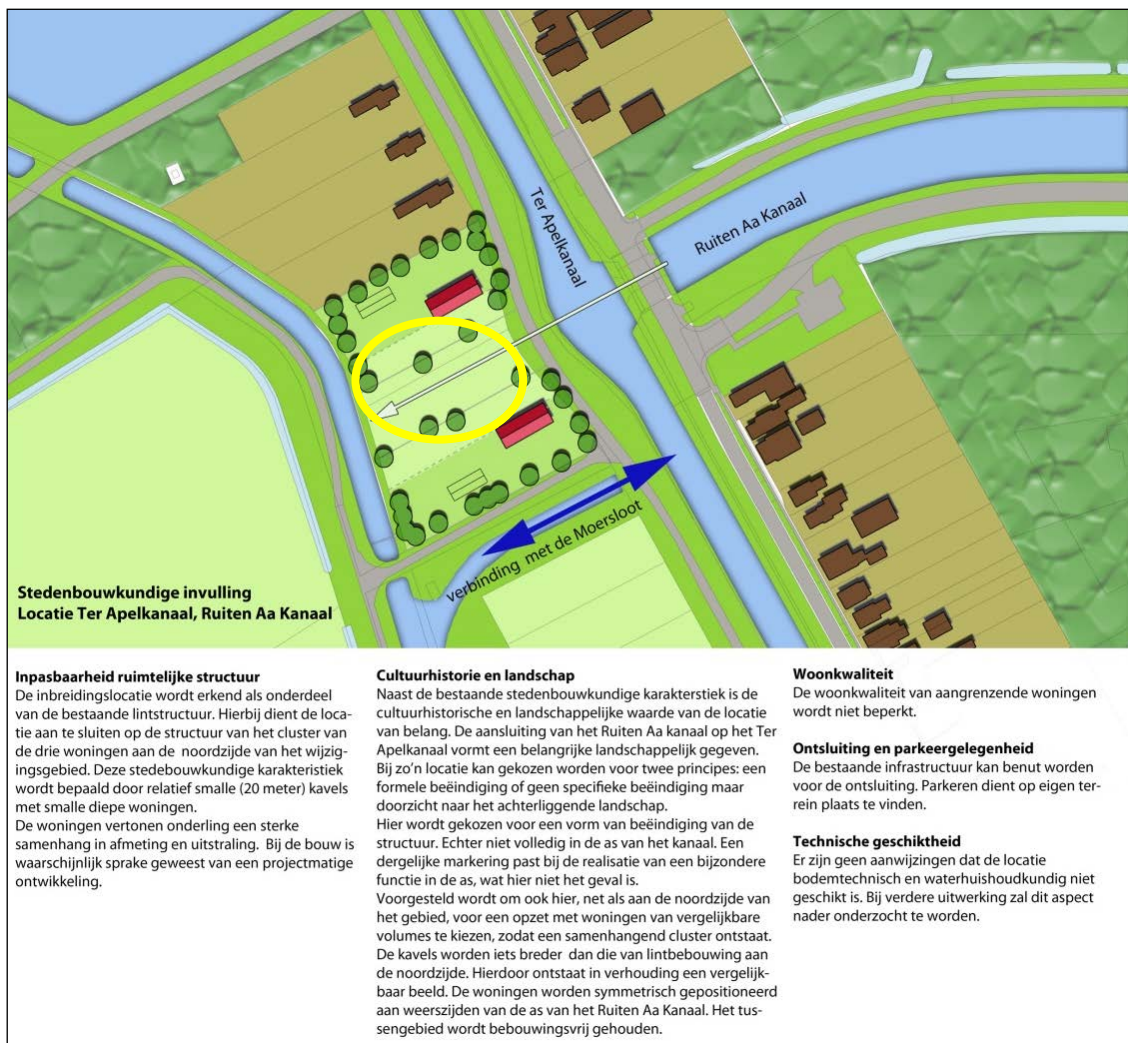 Ter Apelkanaal
Ruiten Aa Kanaal
verbinding met de Moersloot
Stedenbouwkundige invulling
Locatie Ter Apelkanaal, Ruiten Aa Kanaal
Inpasbaarheid ruimtelijke structuur
De inbreidingslocatie wordt erkend als onderdeel
van de bestaande lintstructuur. Hierbij dient de loca-
tie aan te sluiten op de structuur van het cluster van
de drie woningen aan de noordzijde van het wijzig-
ingsgebied. Deze stedebouwkundige karakteristiek
wordt bepaald door relatief smalle (20 meter) kavels
met smalle diepe woningen.
De woningen vertonen onderling een sterke
samenhang in afmeting en uitstraling. Bij de bouw is
waarschijnlijk sprake geweest van een projectmatige
ontwikkeling.
Cultuurhistorie en landschap
Naast de bestaande stedenbouwkundige karakterstiek is de
cultuurhistorische en landschappelijke waarde van de locatie
van belang. De aansluiting van het Ruiten Aa kanaal op het Ter
Apelkanaal vormt een belangrijke landschappelijk gegeven.
Bij zo'n locatie kan gekozen worden voor twee principes: een
formele beëindiging of geen specifieke beëindiging maar
doorzicht naar het achterliggende landschap.
Hier wordt gekozen voor een vorm van beëindiging van de
structuur. Echter niet volledig in de as van het kanaal. Een
dergelijke markering past bij de realisatie van een bijzondere
functie in de as, wat hier niet het geval is.
Voorgesteld wordt om ook hier, net als aan de noordzijde van
het gebied, voor een opzet met woningen van vergelijkbare
volumes te kiezen, zodat een samenhangend cluster ontstaat.
De kavels worden iets breder dan die van lintbebouwing aan
de noordzijde. Hierdoor ontstaat in verhouding een vergelijk-
baar beeld. De woningen worden symmetrisch gepositioneerd
aan weerszijden van de as van het Ruiten Aa Kanaal. Het tus-
sengebied wordt bebouwingsvrij gehouden.
Woonkwaliteit
De woonkwaliteit van aangrenzende woningen
wordt niet beperkt.
Ontsluiting en parkeergelegenheid
De bestaande infrastructuur kan benut worden
voor de ontsluiting. Parkeren dient op eigen ter-
rein plaats te vinden.
Technische geschiktheid
Er zijn geen aanwijzingen dat de locatie
bodemtechnisch en waterhuishoudkundig niet
geschikt is. Bij verdere uitwerking zal dit aspect
nader onderzocht te worden.